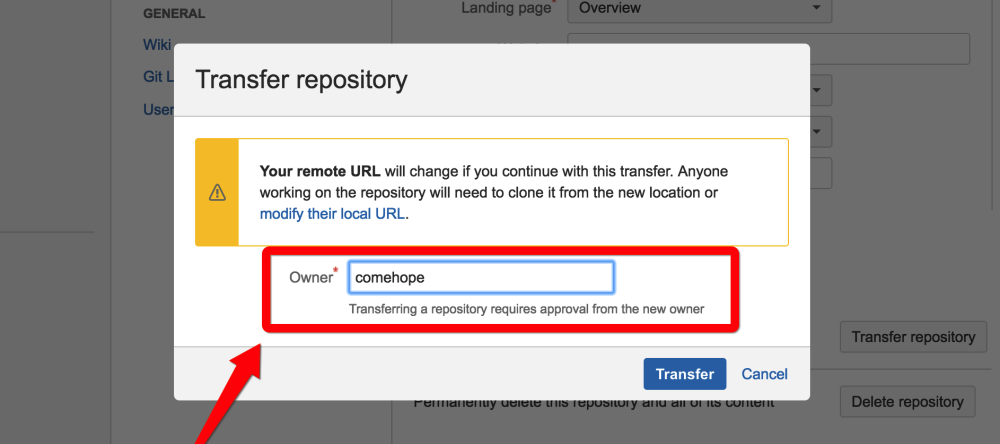 GENERAL
Landing page*
Overview
Wiki
Git L
User
Transfer repository
Your remote URL will change if you continue with this transfer. Anyone
working on the repository will need to clone it from the new location or
modify their local URL.
Owner*
comehope
Transferring a repository requires approval from the new owner
Transfer repository
Transfer
Cancel
Permanently delete this repository and all of its content
Delete repository